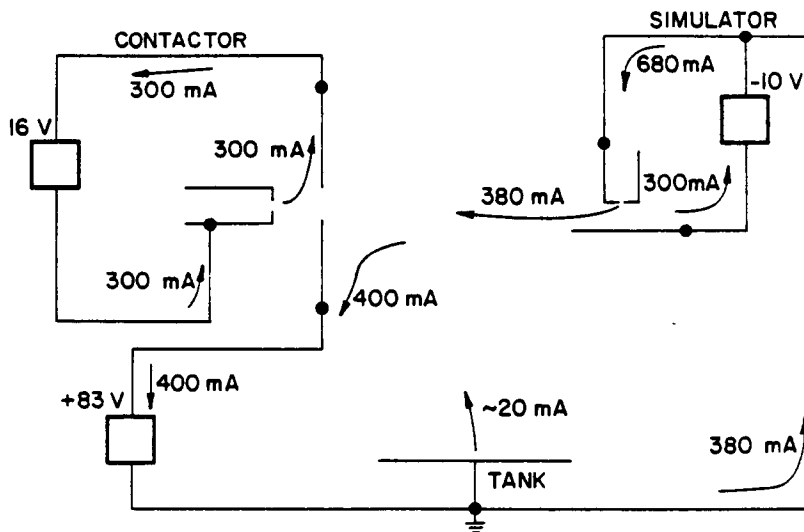 SIMULATOR
CONTACTOR
300 mA
680 mA
-10 V
16 V
300 mA
380 mA
300mA
300 mA
400 mA
+83 V
400 mA
~20 mA
380 mA
TANK